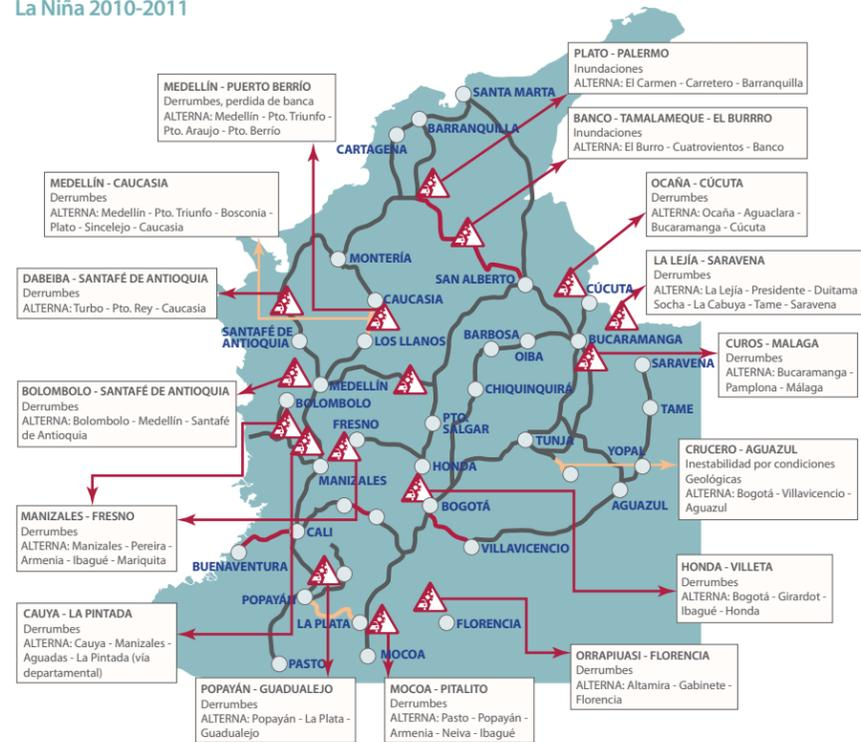 La Niña 2010-2011
PLATO - PALERMO
Inundaciones
ALTERNA: El Carmen - Carretero - Barranquilla
MEDELLÍN - PUERTO BERRÍO
Derrumbes, perdida de banca
ALTERNA: Medellín - Pto. Triunfo -
Pto. Araujo - Pto. Berrío
BANCO - TAMALAMEQUE - EL BURRRO
Inundaciones
ALTERNA: El Burro - Cuatrovientos - Banco
MEDELLÍN - CAUCASIA
Derrumbes
ALTERNA: Medellín - Pto. Triunfo - Bosconia -
Plato - Sincelejo - Caucasia
OCAÑA - CÚCUTA
Derrumbes
ALTERNA: Ocaña - Aguaclara -
Bucaramanga - Cúcuta
DABEIBA - SANTAFÉ DE ANTIOQUIA
Derrumbes
ALTERNA: Turbo - Pto. Rey - Caucasia
LA LEJÍA - SARAVENA
Derrumbes
ALTERNA: La Lejía - Presidente - Duitama
Socha - La Cabuya - Tame - Saravena
CUROS - MALAGA
Derrumbes
ALTERNA: Bucaramanga -
Pamplona - Málaga
BOLOMBOLO - SANTAFÉ DE ANTIOQUIA
Derrumbes
ALTERNA: Bolombolo - Medellín - Santafé
de Antioquia
CRUCERO - AGUAZUL
Inestabilidad por condiciones
Geológicas
ALTERNA: Bogotá - Villavicencio -
Aguazul
MANIZALES - FRESNO
Derrumbes
ALTERNA: Manizales - Pereira -
Armenia - Ibagué - Mariquita
HONDA - VILLETA
Derrumbes
ALTERNA: Bogotá - Girardot -
Ibagué - Honda
CAUYA - LA PINTADA
Derrumbes
ALTERNA: Cauya - Manizales -
Aguadas - La Pintada (vía
departamental)
ORRAPIUASI - FLORENCIA
Derrumbes
ALTERNA: Altamira - Gabinete -
Florencia
POPAYÁN - GUADUALEJO
Derrumbes
ALTERNA: Popayán - La Plata -
Guadualejo
MOCOA - PITALITO
Derrumbes
ALTERNA: Pasto - Popayán -
Armenia - Neiva - Ibagué
SANTA MARTA
BARRANQUILLA
CARTAGENA
MONTERÍA
SAN ALBERTO
CÚCUTA
CAUCASIA
SANTAFÉ DE
ANTIOQUIA
LOS LLANOS
BARBOSA
OIBA
BUCARAMANGA
SARAVENA
MEDELLÍN
CHIQUINQUIRÁ
BOLOMBOLO
TAME
FRESNO
PTO.
SALGAR
TUNJA
YOPAL
MANIZALES
HONDA
BOGOTÁ
AGUAZUL
CALI
BUENAVENTURA
VILLAVICENCIO
POPAYÁN
LA PLATA
FLORENCIA
PASTO
MOCOA